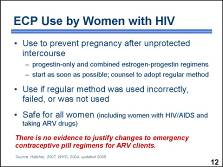 ECP Use by Women with HIV
• Use to prevent pregnancy after unprotected
intercourse
– progestin-only and combined estrogen-progestin regimens
– start as soon as possible; counsel to adopt regular method
• Use if regular method was used incorrectly,
failed, or was not used
• Safe for all women (including women with HIV/AIDS and
taking ARV drugs)
There is no evidence to justify changes to emergency
contraceptive pill regimens for ARV clients.
Source: Hatcher, 2007; WHO, 2004, updated 2008.
12